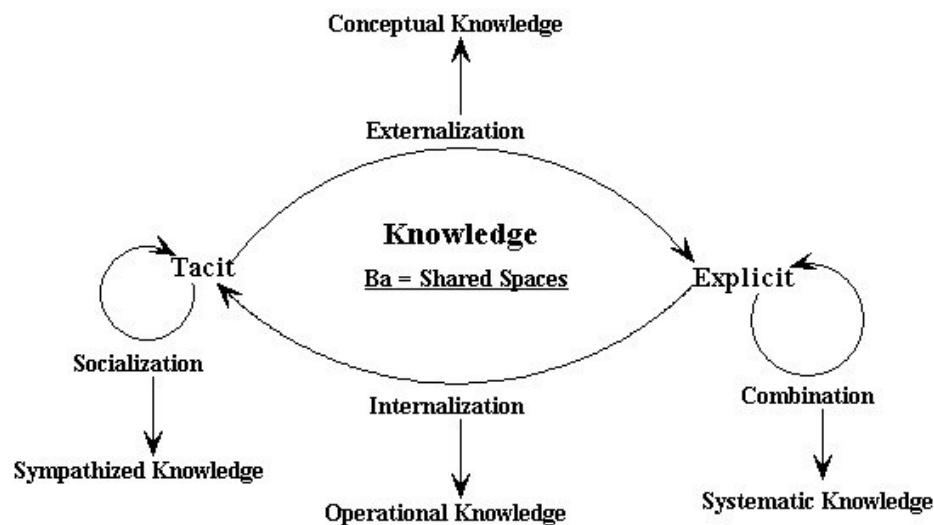 Conceptual Knowledge
Externalization
Knowledge
Ba = Shared Spaces
Tacit
Explicit
Socialization
Internalization
Combination
Sympathized Knowledge
Operational Knowledge
Systematic Knowledge